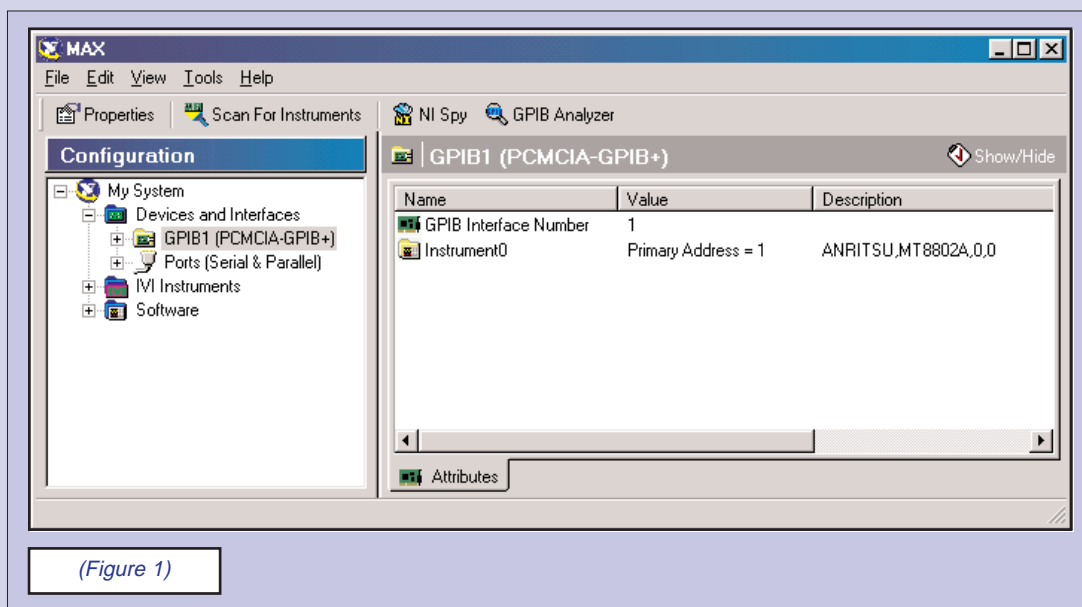 MAX
File Edit View Tools Help
Properties Scan For Instruments NI Spy GPIB Analyzer
Configuration
My System
Devices and Interfaces
GPIB1 (PCMCIA-GPIB+)
Ports (Serial & Parallel)
IVI Instruments
Software
GPIB1 (PCMCIA-GPIB+) Show/Hide
Name Value Description
GPIB Interface Number 1
Instrument0 Primary Address = 1 ANRITSU,MT8802A,0,0
Attributes
(Figure 1)